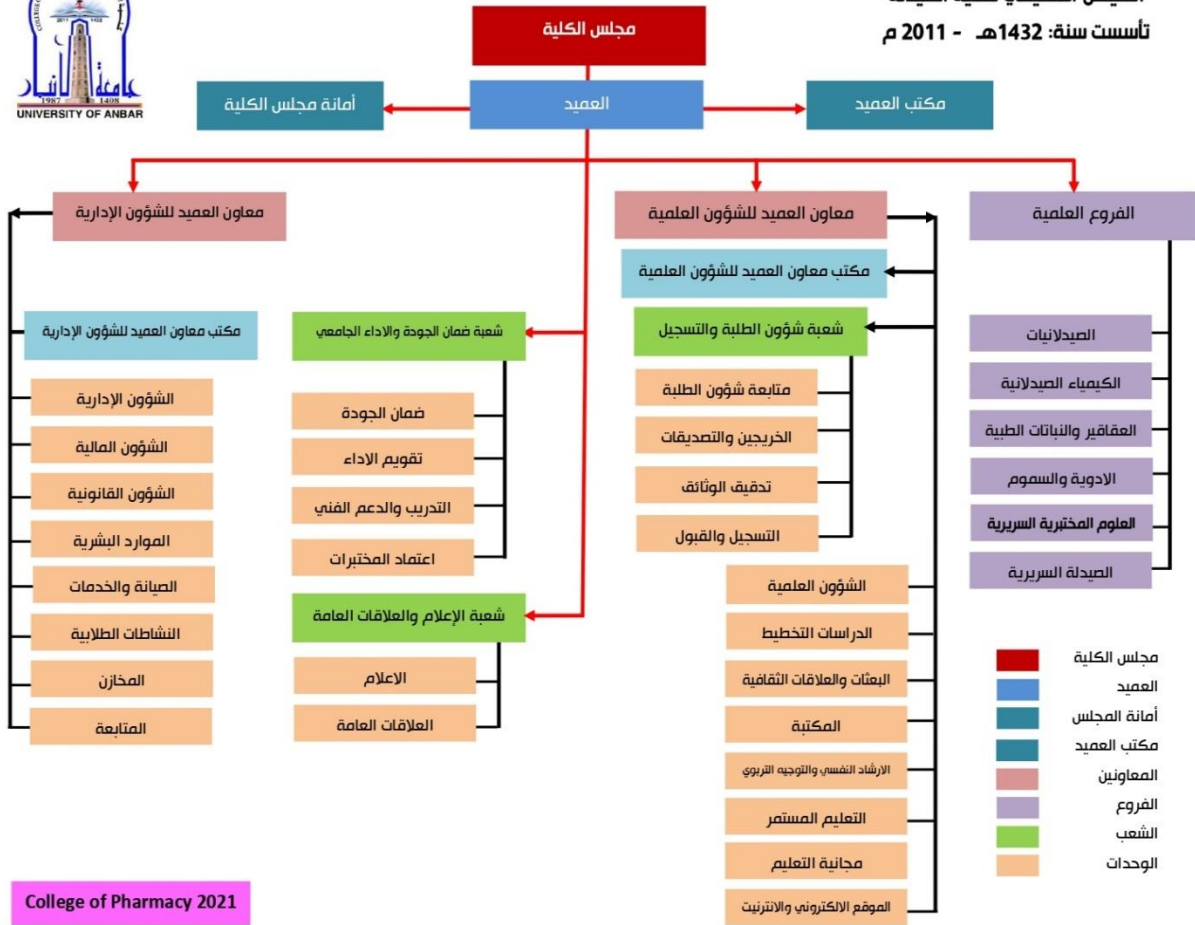 تأسست سنة: 1432هـ - 2011 م
2011 1432
جامعة الأنبار
1987 1408
UNIVERSITY OF ANBAR
مجلس الكلية
مكتب العميد
العميد
أمانة مجلس الكلية
الفروع العلمية
معاون العميد للشؤون العلمية
معاون العميد للشؤون الإدارية
الصيدلانيات
الكيمياء الصيدلانية
العقاقير والنباتات الطبية
الادوية والسموم
العلوم المختبرية السريرية
الصيدلة السريرية
مكتب معاون العميد للشؤون العلمية
شعبة شؤون الطلبة والتسجيل
متابعة شؤون الطلبة
الخريجين والتصديقات
تدقيق الوثائق
التسجيل والقبول
الشؤون العلمية
الدراسات التخطيط
البعثات والعلاقات الثقافية
المكتبة
الارشاد النفسي والتوجيه التربوي
التعليم المستمر
مجانية التعليم
الموقع الالكتروني والانترنيت
شعبة ضمان الجودة والاداء الجامعي
ضمان الجودة
تقويم الاداء
التدريب والدعم الفني
اعتماد المختبرات
شعبة الإعلام والعلاقات العامة
الاعلام
العلاقات العامة
مكتب معاون العميد للشؤون الإدارية
الشؤون الإدارية
الشؤون المالية
الشؤون القانونية
الموارد البشرية
الصيانة والخدمات
النشاطات الطلابية
المخازن
المتابعة
مجلس الكلية
العميد
أمانة المجلس
مكتب العميد
المعاونين
الفروع
الشعب
الوحدات
College of Pharmacy 2021